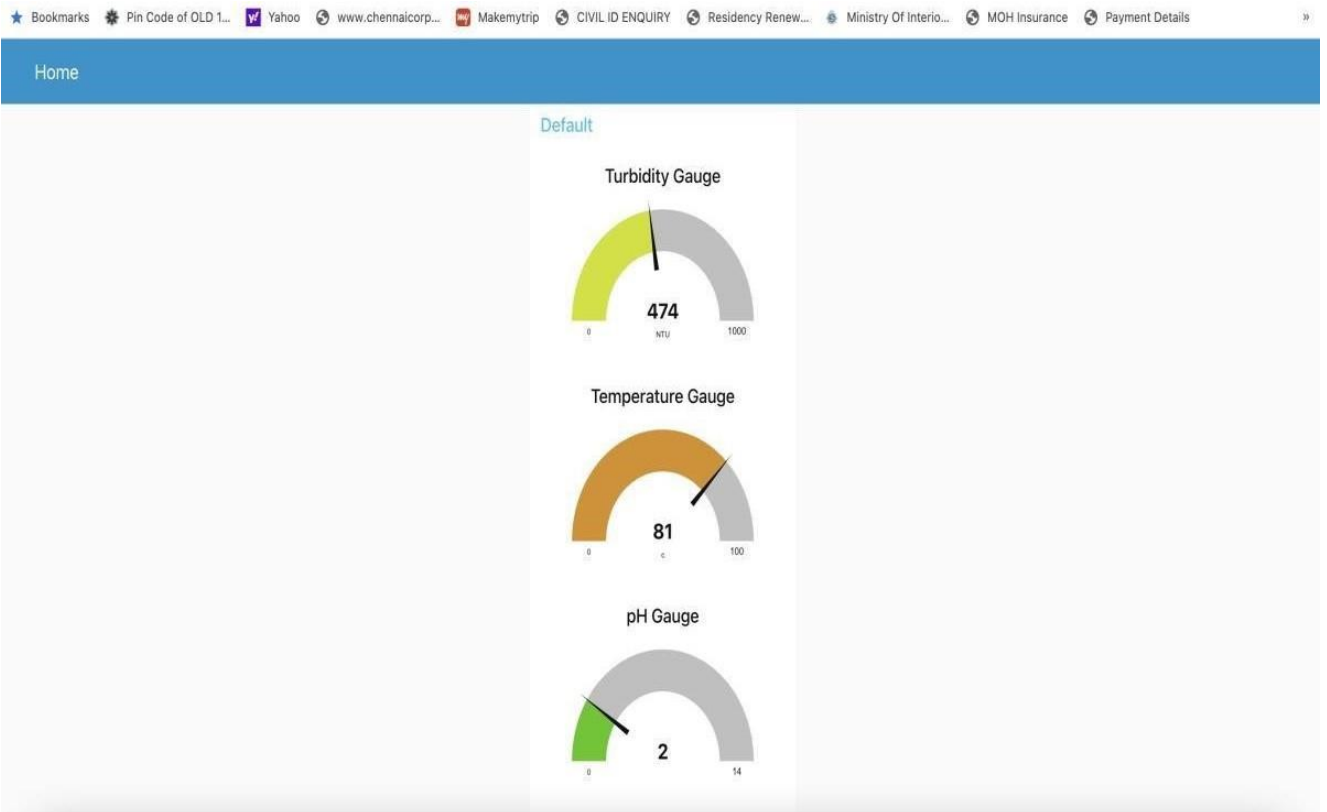 Bookmarks Pin Code of OLD 1... Yahoo www.chennaicorp... Makemytrip CIVIL ID ENQUIRY Residency Renew... Ministry Of Interio... MOH Insurance Payment Details »
Home
Default
Turbidity Gauge
474
0 NTU 1000
Temperature Gauge
81
0 c 100
pH Gauge
2
0 14